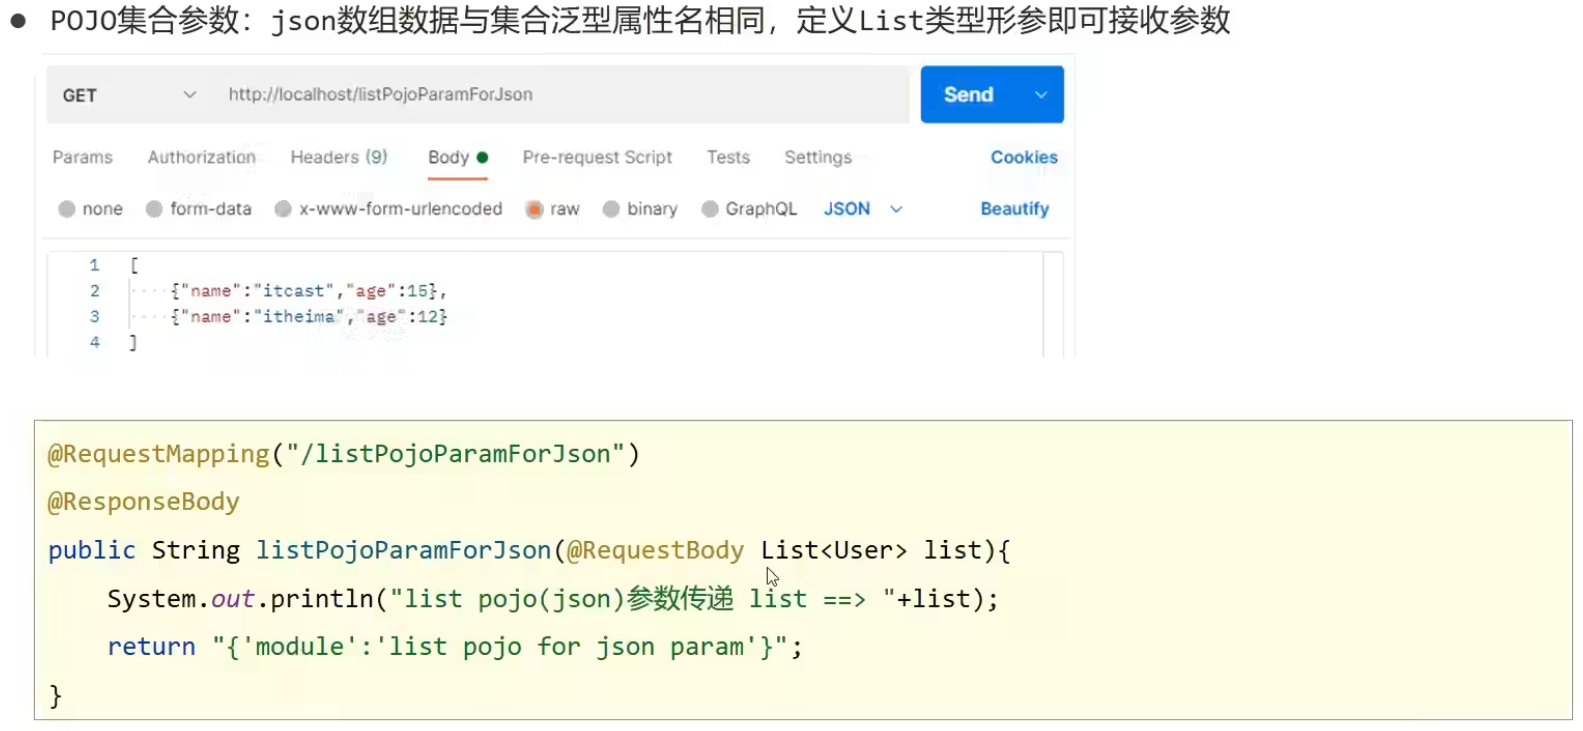 ● POJO集合参数：json数组数据与集合泛型属性名相同，定义List类型形参即可接收参数
GET http://localhost/listPojoParamForJson Send
Params Authorization Headers (9) Body Pre-request Script Tests Settings Cookies
none form-data x-www-form-urlencoded raw binary GraphQL JSON Beautify
1 [
2 ····{"name":"itcast","age":15},
3 ····{"name":"itheima","age":12}
4 ]
@RequestMapping("/listPojoParamForJson")
@ResponseBody
public String listPojoParamForJson(@RequestBody List<User> list){
System.out.println("list pojo(json)参数传递 list ==> "+list);
return "{'module':'list pojo for json param'}";
}